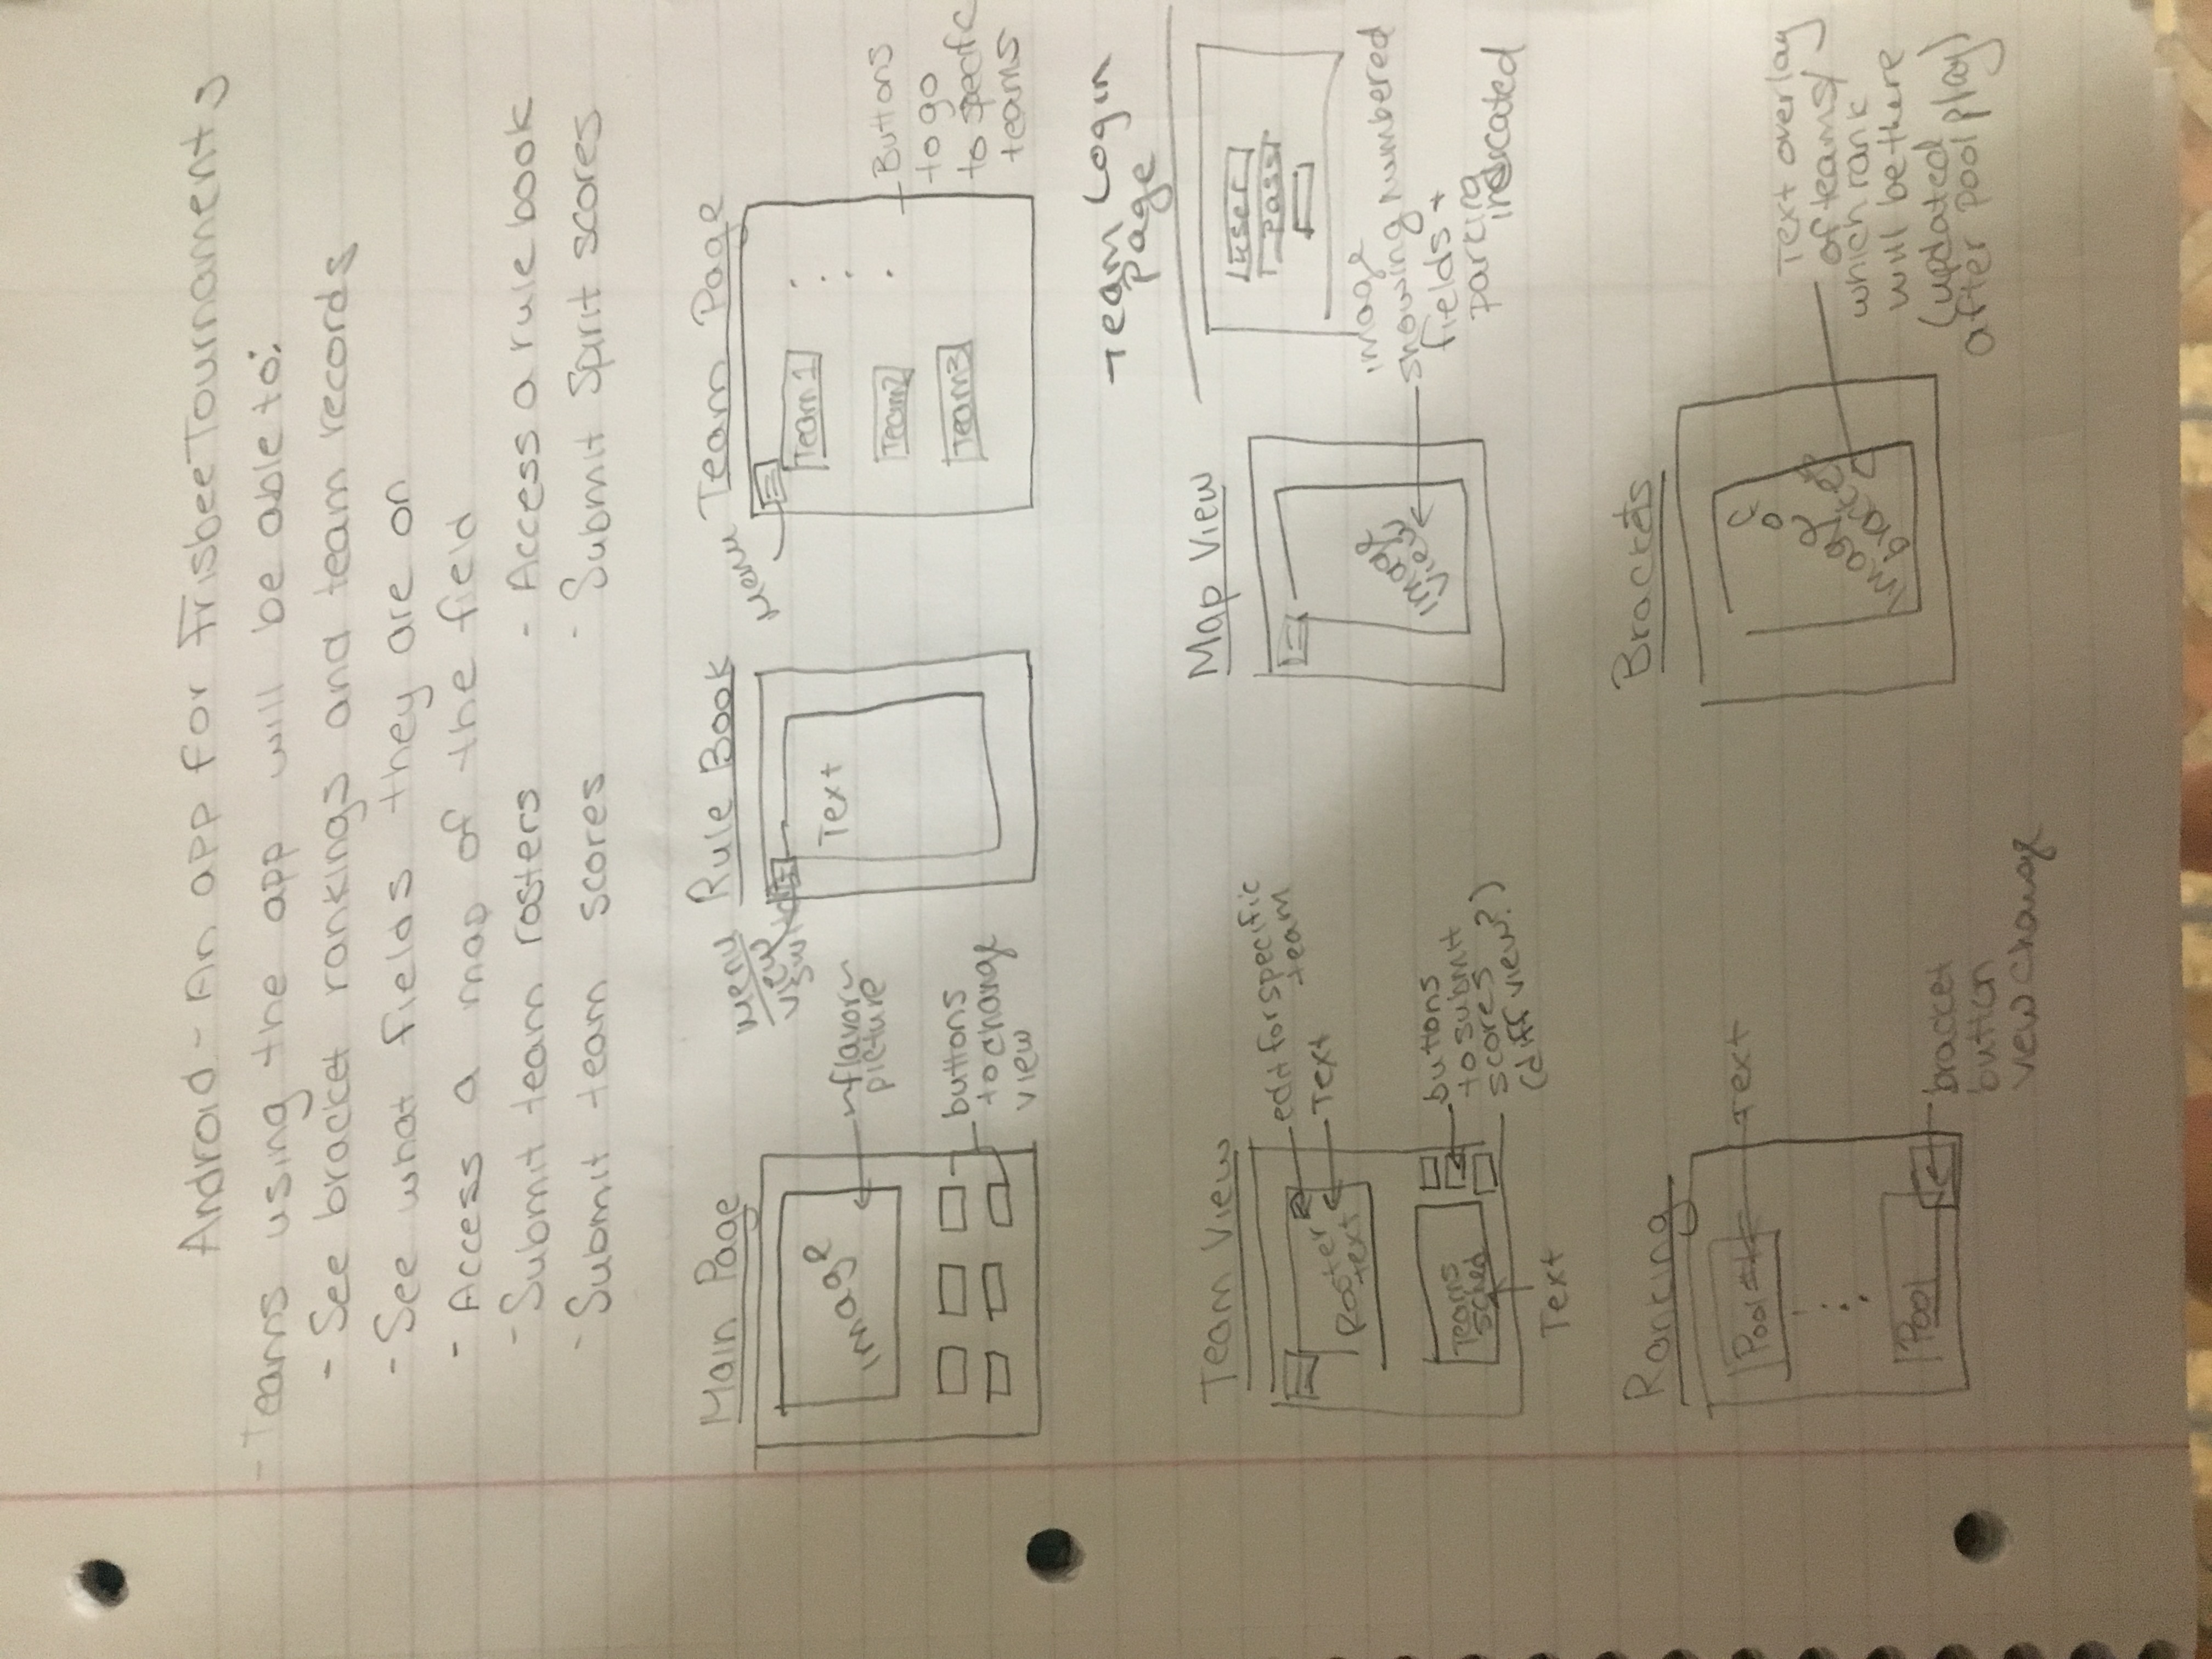 Android - An app for Frisbee Tournaments
- Teams using the app will be able to:
- See bracket rankings and team records
- See what fields they are on
- Access a map of the field
- Submit team rosters
- Access a rule book
- Submit team scores
- Submit Spirit scores
Main Page
Image
~flavor~
picture
buttons
to change
view
Rule Book
Menu
view
switch
Text
Team Page
Menu
Team 1
Team 2
Team 3
Buttons
to go
to specific
teams
Team View
edit for specific
team
Roster
text
Text
Teams
sched
Text
buttons
to submit
scores
(diff view?)
Map View
Image
View
image
showing numbered
fields +
parking
indicated
Team Login
Page
user
Pass
Ranking
Pool
Text
Pool
bracket
button
view change
Brackets
Image or
bracket
Text overlay
of teams/
which rank
will be there
(updated
after pool play)